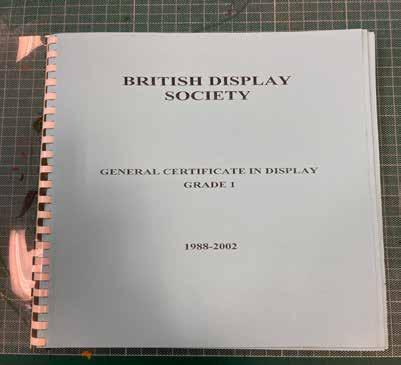 BRITISH DISPLAY
SOCIETY
GENERAL CERTIFICATE IN DISPLAY
GRADE 1
1988-2002